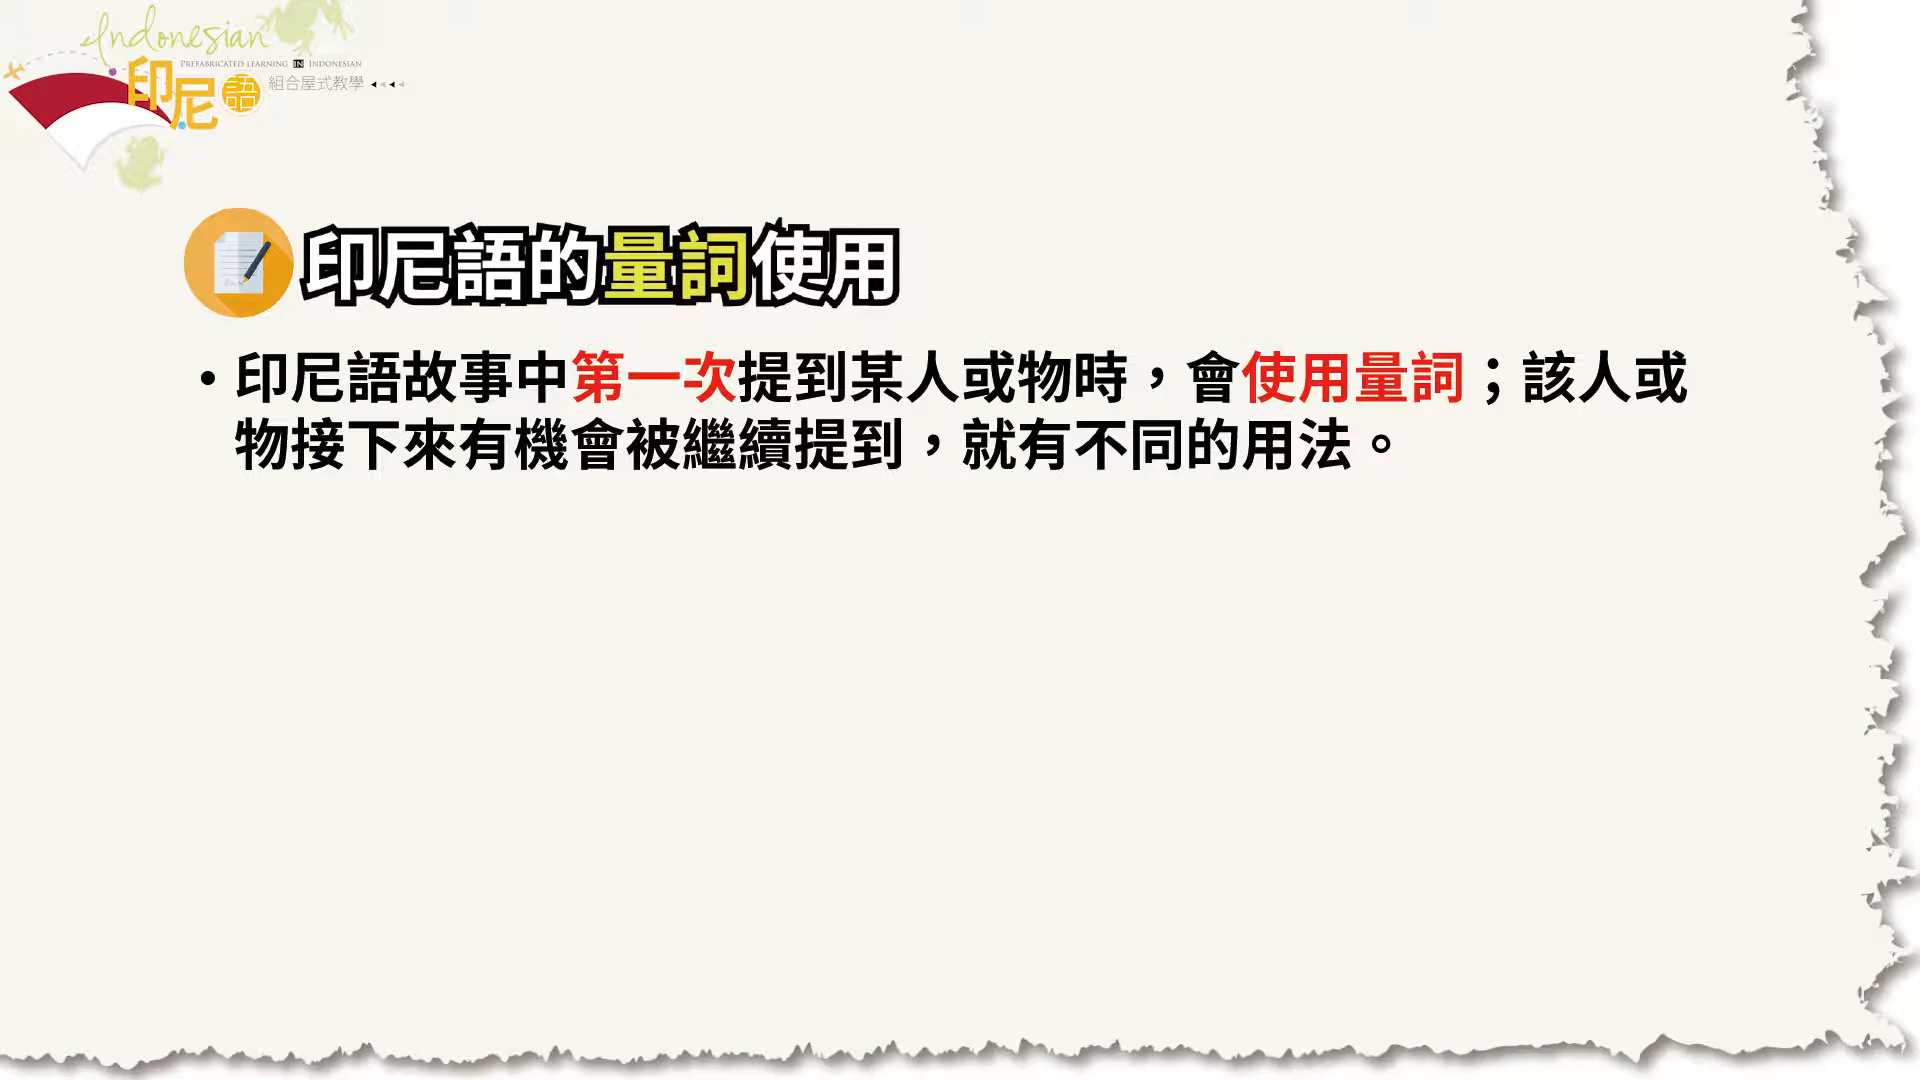 Indonesian
PREFABRICATED LEARNING IN INDONESIAN
印尼語 組合屋式教學
印尼語的量詞使用
• 印尼語故事中第一次提到某人或物時，會使用量詞；該人或
物接下來有機會被繼續提到，就有不同的用法。